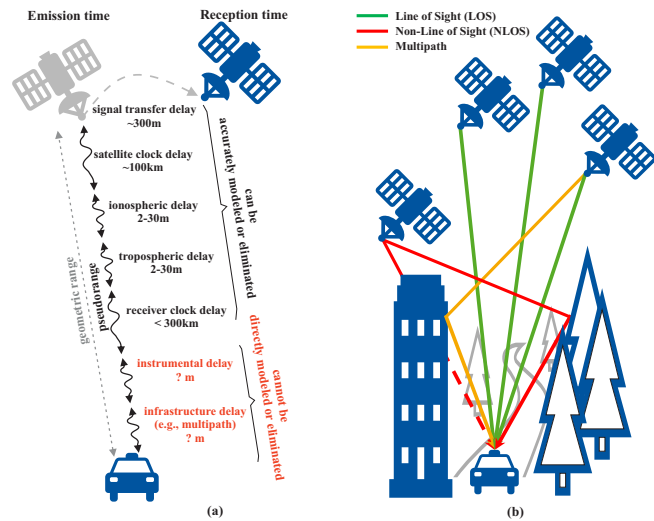 Emission time
Reception time
signal transfer delay
~300m
satellite clock delay
~100km
ionospheric delay
2-30m
tropospheric delay
2-30m
receiver clock delay
< 300km
instrumental delay
? m
infrastructure delay
(e.g., multipath)
? m
geometric range
pseudorange
can be
accurately modeled or eliminated
cannot be
directly modeled or eliminated
(a)
Line of Sight (LOS)
Non-Line of Sight (NLOS)
Multipath
(b)